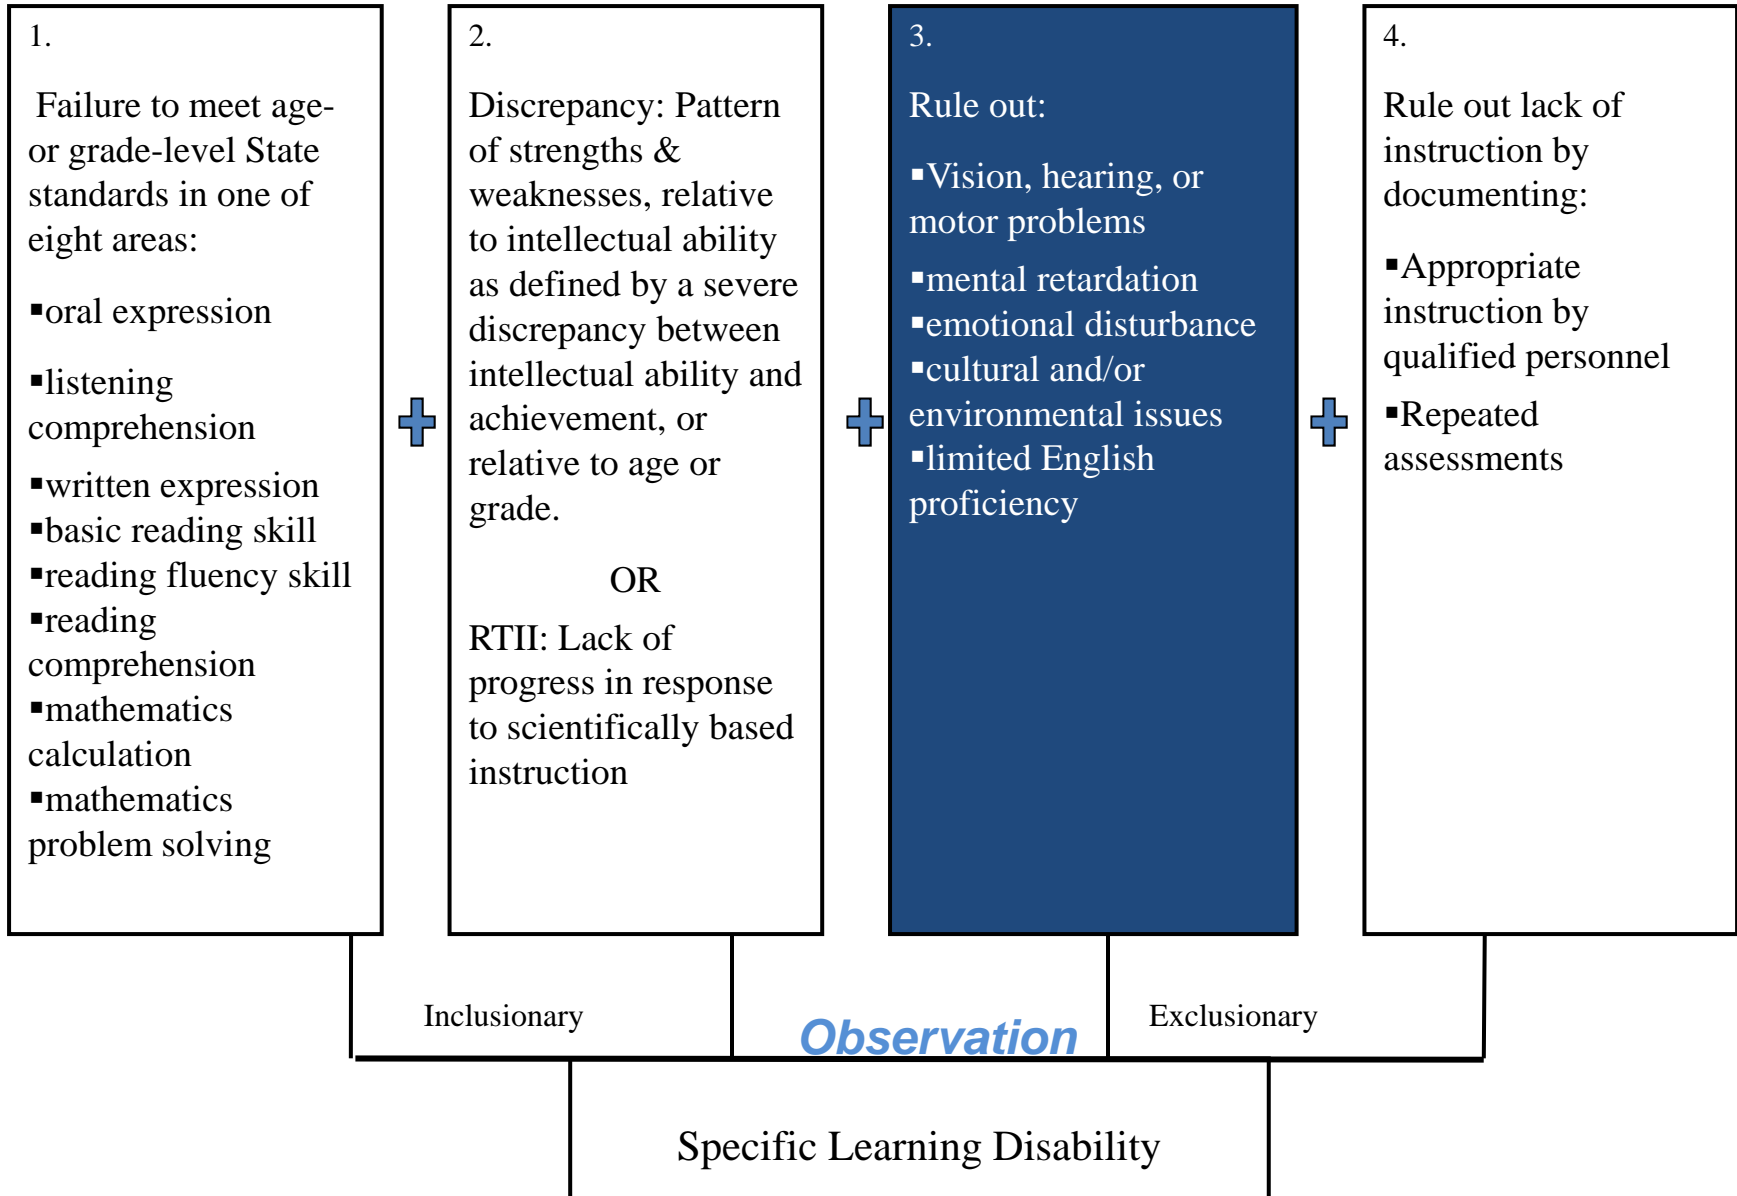 1.
Failure to meet age-
or grade-level State
standards in one of
eight areas:
▪oral expression
▪listening
comprehension
▪written expression
▪basic reading skill
▪reading fluency skill
▪reading
comprehension
▪mathematics
calculation
▪mathematics
problem solving
2.
Discrepancy: Pattern
of strengths &
weaknesses, relative
to intellectual ability
as defined by a severe
discrepancy between
intellectual ability and
achievement, or
relative to age or
grade.
OR
RTII: Lack of
progress in response
to scientifically based
instruction
3.
Rule out:
▪Vision, hearing, or
motor problems
▪mental retardation
▪emotional disturbance
▪cultural and/or
environmental issues
▪limited English
proficiency
4.
Rule out lack of
instruction by
documenting:
▪Appropriate
instruction by
qualified personnel
▪Repeated
assessments
Inclusionary
Observation
Exclusionary
Specific Learning Disability